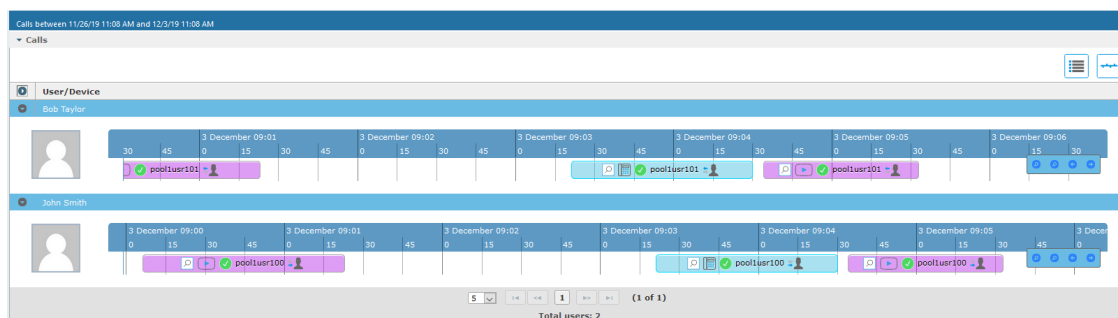 Calls between 11/26/19 11:08 AM and 12/3/19 11:08 AM
Calls
User/Device
Bob Taylor
3 December 09:01 3 December 09:02 3 December 09:03 3 December 09:04 3 December 09:05 3 December 09:06
30 45 0 15 30 45 0 15 30 45 0 15 30 45 0 15 30 45 0 15 30 45 0 15 30
pool1usr101 pool1usr101 pool1usr101
John Smith
3 December 09:00 3 December 09:01 3 December 09:02 3 December 09:03 3 December 09:04 3 December 09:05 3 Decem
0 15 30 45 0 15 30 45 0 15 30 45 0 15 30 45 0 15 30 45 0 15 30 45 0
pool1usr100 pool1usr100 pool1usr100
5 1 (1 of 1)
Total users: 2